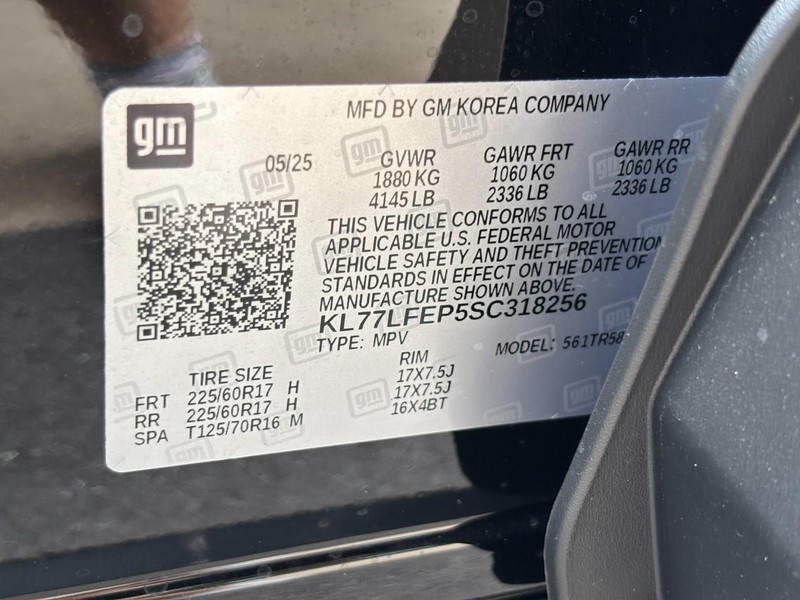 gm
MFD BY GM KOREA COMPANY
05/25 GVWR GAWR FRT GAWR RR
1880 KG 1060 KG 1060 KG
4145 LB 2336 LB 2336 LB
THIS VEHICLE CONFORMS TO ALL
APPLICABLE U.S. FEDERAL MOTOR
VEHICLE SAFETY AND THEFT PREVENTION
STANDARDS IN EFFECT ON THE DATE OF
MANUFACTURE SHOWN ABOVE.
KL77LFEP5SC318256
TYPE: MPV MODEL: 561TR58
TIRE SIZE RIM
FRT 225/60R17 H 17X7.5J
RR 225/60R17 H 17X7.5J
SPA T125/70R16 M 16X4BT